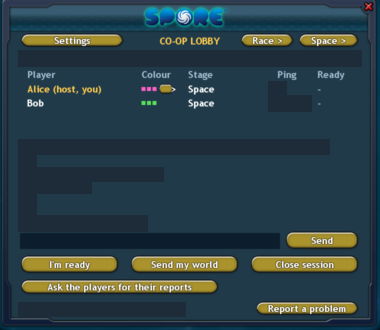 SPORE
Settings CO-OP LOBBY Race > Space >
Player Colour Stage Ping Ready
Alice (host, you) > Space -
Bob Space -
Send
I'm ready Send my world Close session
Ask the players for their reports
Report a problem